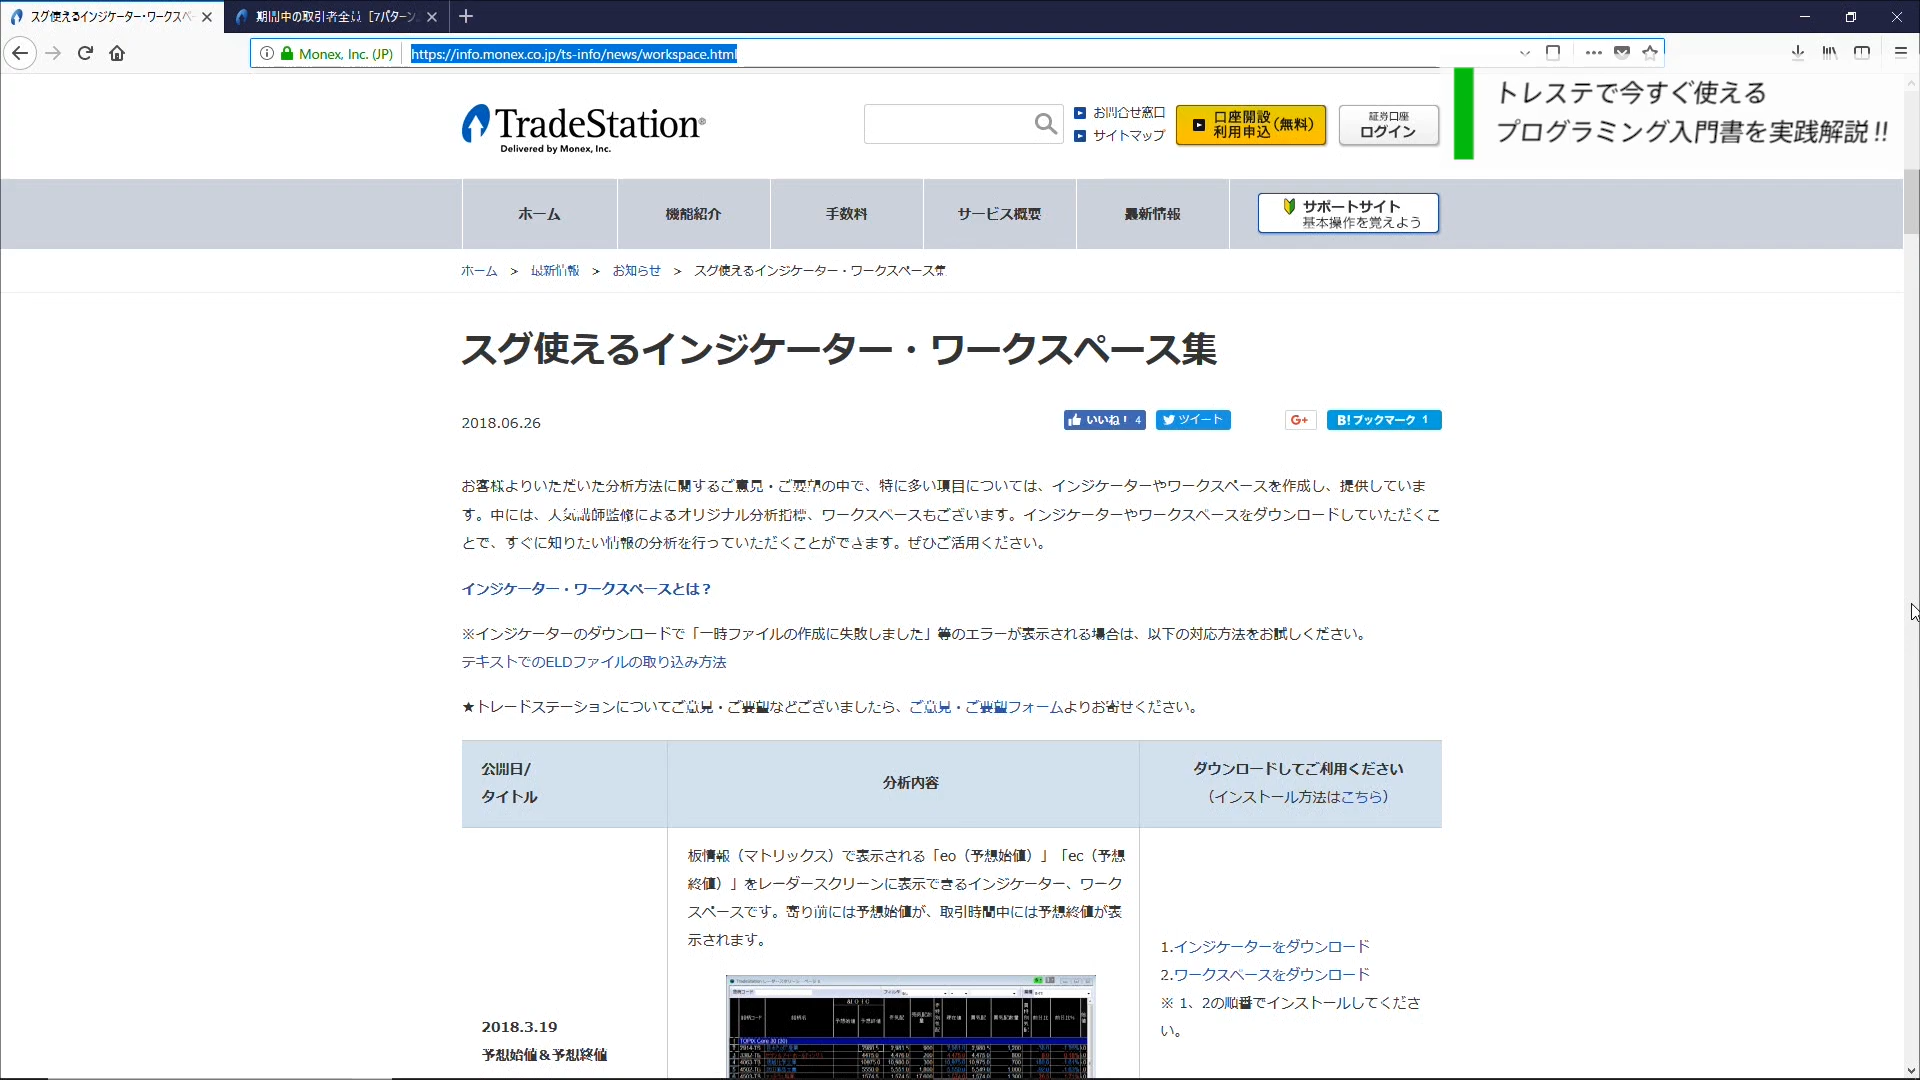 スグ使えるインジケーター・ワークスペ
期間中の取引者全員［7パターン
Monex, Inc. (JP)
https://info.monex.co.jp/ts-info/news/workspace.html
TradeStation®
Delivered by Monex, Inc.
お問合せ窓口
サイトマップ
口座開設
利用申込（無料）
証券口座
ログイン
トレステで今すぐ使える
プログラミング入門書を実践解説!!
ホーム
機能紹介
手数料
サービス概要
最新情報
サポートサイト
基本操作を覚えよう
ホーム > 最新情報 > お知らせ > スグ使えるインジケーター・ワークスペース集
スグ使えるインジケーター・ワークスペース集
2018.06.26
いいね！ 4
ツイート
G+
B!ブックマーク 1
お客様よりいただいた分析方法に関するご意見・ご要望の中で、特に多い項目については、インジケーターやワークスペースを作成し、提供していま
す。中には、人気講師監修によるオリジナル分析指標、ワークスペースもございます。インジケーターやワークスペースをダウンロードしていただくこ
とで、すぐに知りたい情報の分析を行っていただくことができます。ぜひご活用ください。
インジケーター・ワークスペースとは？
※インジケーターのダウンロードで「一時ファイルの作成に失敗しました」等のエラーが表示される場合は、以下の対応方法をお試しください。
テキストでのELDファイルの取り込み方法
★トレードステーションについてご意見・ご要望などございましたら、ご意見・ご要望フォームよりお寄せください。
公開日/
タイトル
分析内容
ダウンロードしてご利用ください
（インストール方法はこちら）
板情報（マトリックス）で表示される「eo（予想始値）」「ec（予想
終値）」をレーダースクリーンに表示できるインジケーター、ワーク
スペースです。寄り前には予想始値が、取引時間中には予想終値が表
示されます。
1.インジケーターをダウンロード
2.ワークスペースをダウンロード
※ 1、2の順番でインストールしてくださ
い。
2018.3.19
予想始値＆予想終値